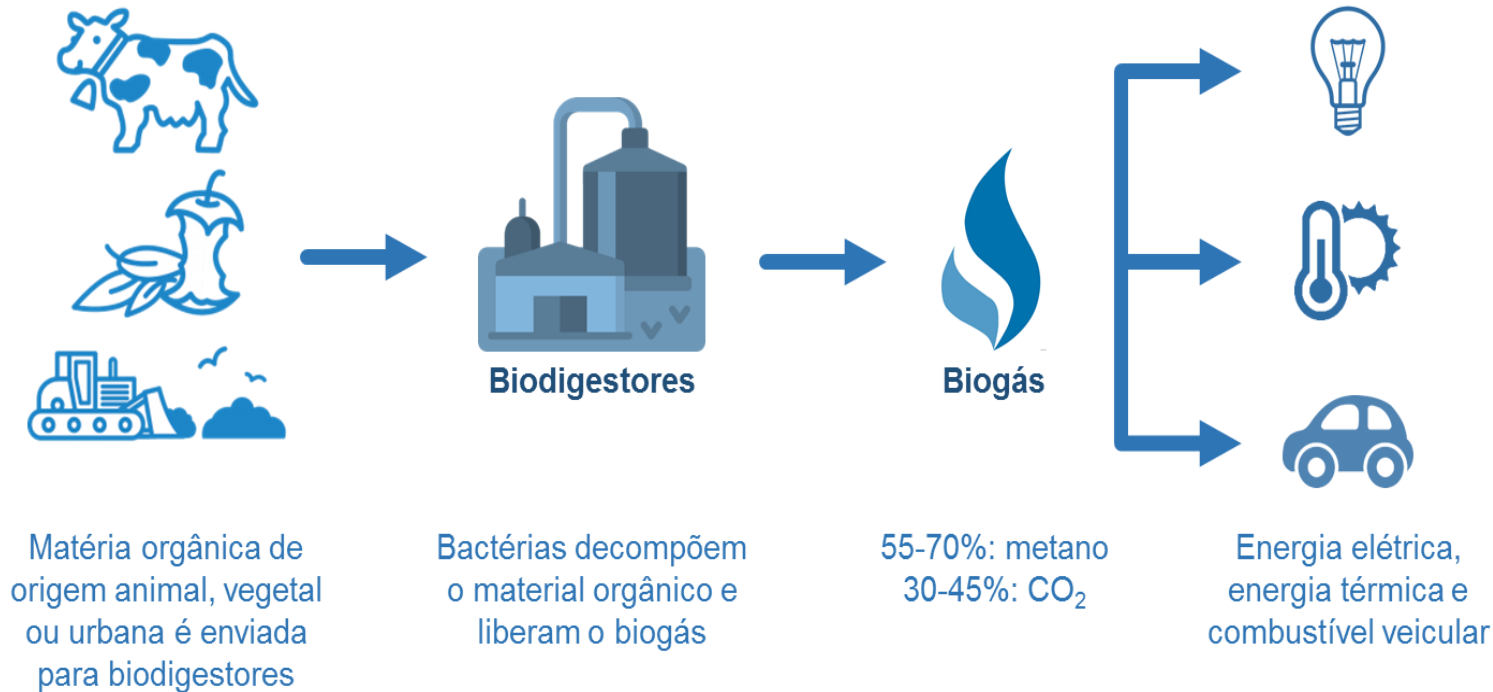 Biodigestores
Biogás
Matéria orgânica de
origem animal, vegetal
ou urbana é enviada
para biodigestores
Bactérias decompõem
o material orgânico e
liberam o biogás
55-70%: metano
30-45%: CO₂
Energia elétrica,
energia térmica e
combustível veicular